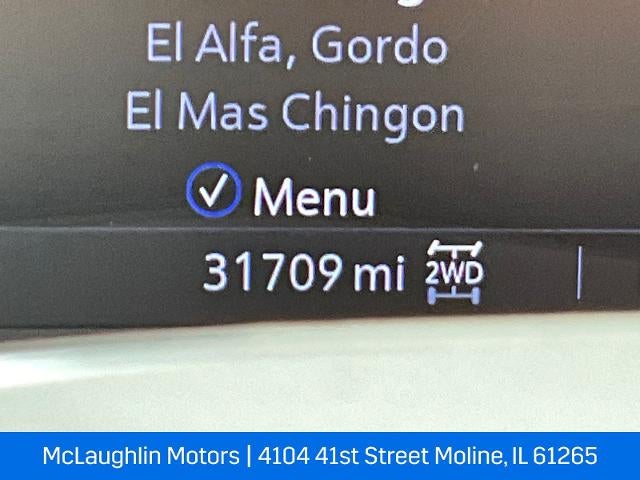 El Alfa, Gordo
El Mas Chingon
Menu
31709 mi 2WD
McLaughlin Motors | 4104 41st Street Moline, IL 61265